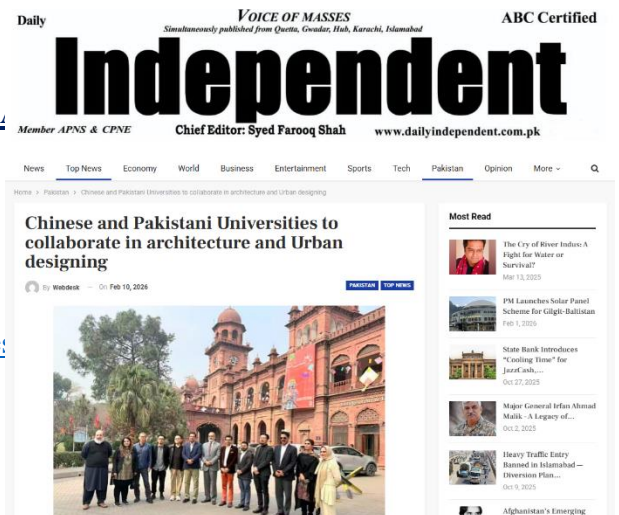 Daily
VOICE OF MASSES
ABC Certified
Simultaneously published from Quetta, Gwadar, Hub, Karachi, Islamabad
Independent
Member APNS & CPNE
Chief Editor: Syed Farooq Shah
www.dailyindependent.com.pk
News Top News Economy World Business Entertainment Sports Tech Pakistan Opinion More
Home > Pakistan > Chinese and Pakistani Universities to collaborate in architecture and Urban designing
Chinese and Pakistani Universities to
collaborate in architecture and Urban
designing
By Webdesk — On Feb 10, 2026
PAKISTAN TOP NEWS
Most Read
The Cry of River Indus: A
Fight for Water or
Survival?
Mar 13, 2025
PM Launches Solar Panel
Scheme for Gilgit-Baltistan
Feb 1, 2026
State Bank Introduces
"Cooling Time" for
JazzCash,...
Oct 27, 2025
Major General Irfan Ahmad
Malik - A Legacy of...
Oct 2, 2025
Heavy Traffic Entry
Banned in Islamabad —
Diversion Plan...
Oct 9, 2025
Afghanistan's Emerging